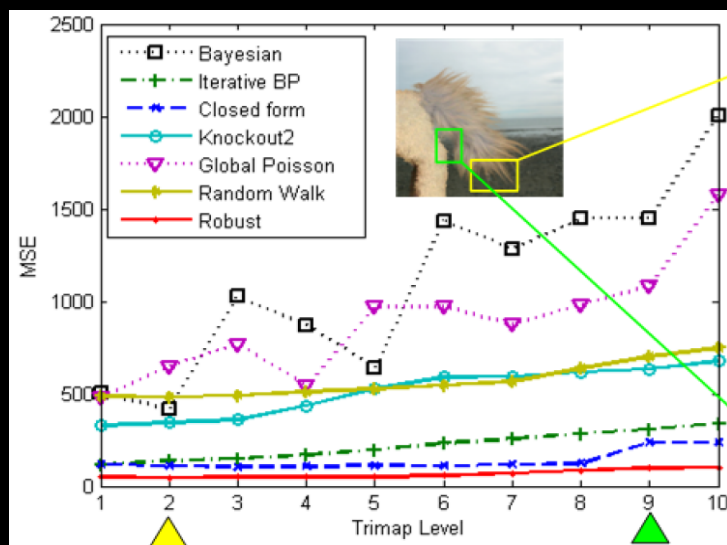 2500
2000
1500
1000
500
0
MSE
Bayesian
Iterative BP
Closed form
Knockout2
Global Poisson
Random Walk
Robust
1 2 3 4 5 6 7 8 9 10
Trimap Level